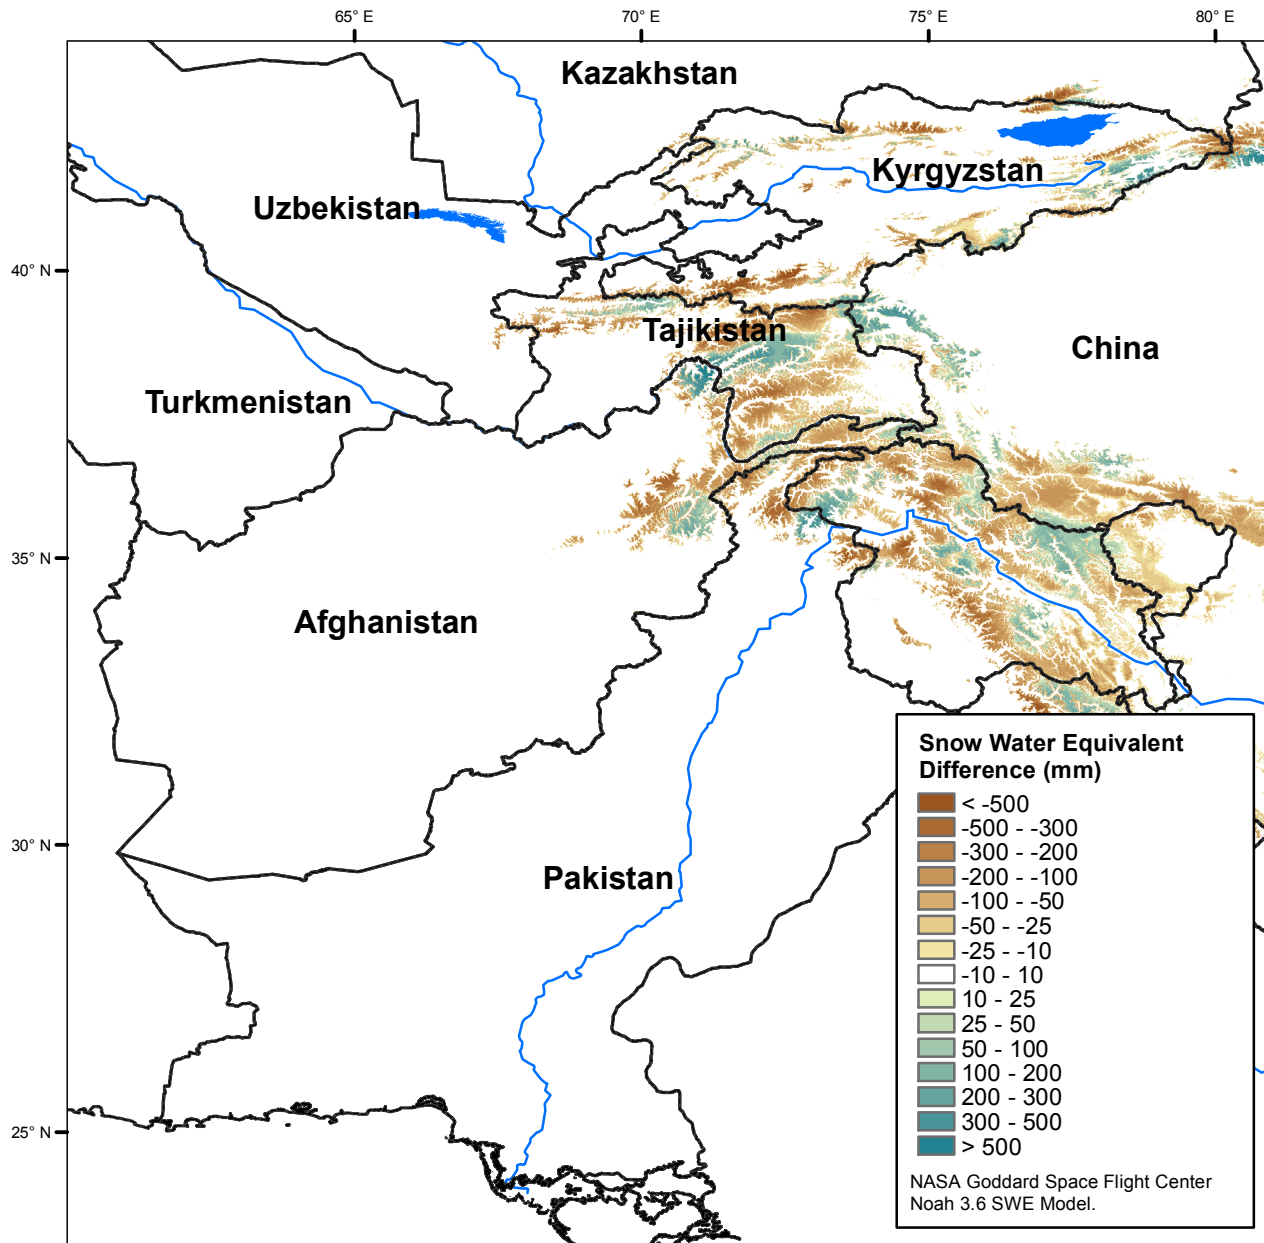 65° E
70° E
75° E
80° E
Kazakhstan
Kyrgyzstan
Uzbekistan
40° N
Tajikistan
China
Turkmenistan
35° N
Afghanistan
Snow Water Equivalent
Difference (mm)
< -500
-500 - -300
-300 - -200
-200 - -100
-100 - -50
-50 - -25
-25 - -10
-10 - 10
10 - 25
25 - 50
50 - 100
100 - 200
200 - 300
300 - 500
> 500
NASA Goddard Space Flight Center
Noah 3.6 SWE Model.
30° N
Pakistan
25° N